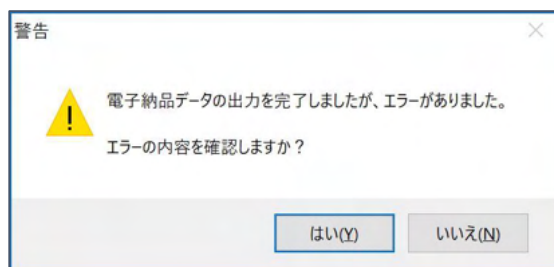 警告
電子納品データの出力を完了しましたが、エラーがありました。
エラーの内容を確認しますか？
はい(Y)
いいえ(N)